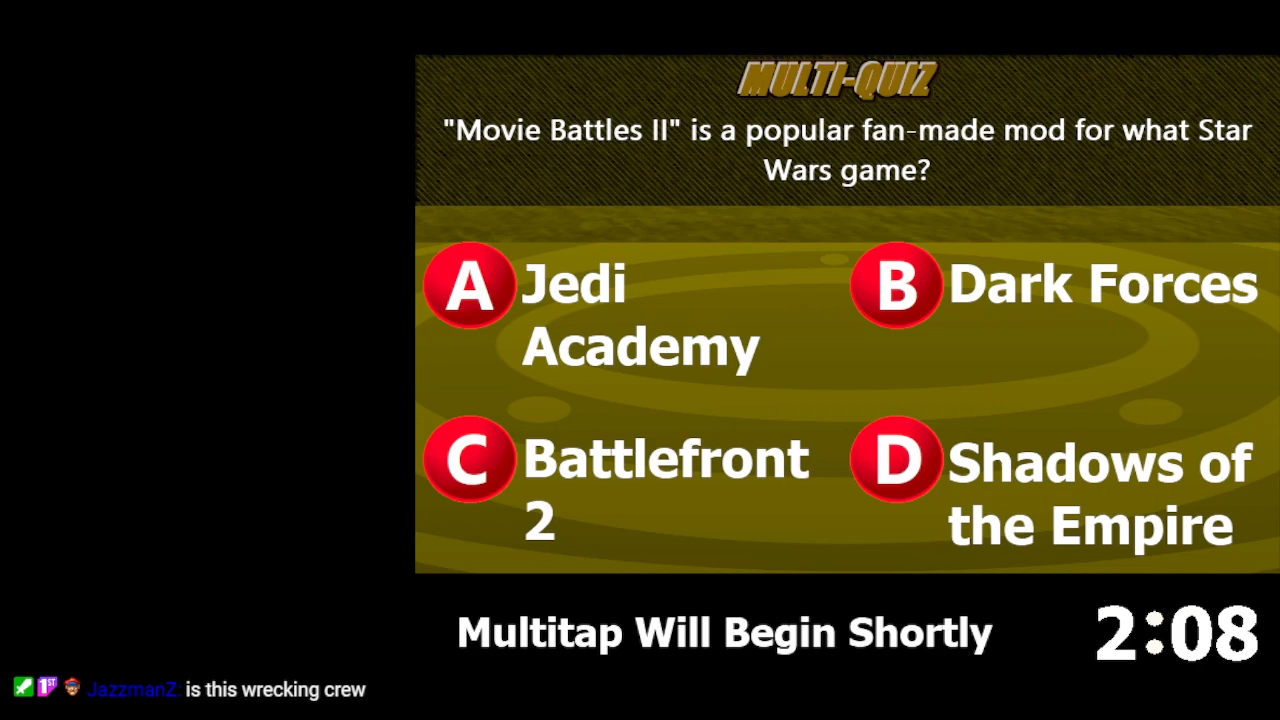 MULTI-QUIZ
"Movie Battles II" is a popular fan-made mod for what Star
Wars game?
A Jedi
Academy
B Dark Forces
C Battlefront
2
D Shadows of
the Empire
Multitap Will Begin Shortly 2:08
1ST JazzmanZ: is this wrecking crew